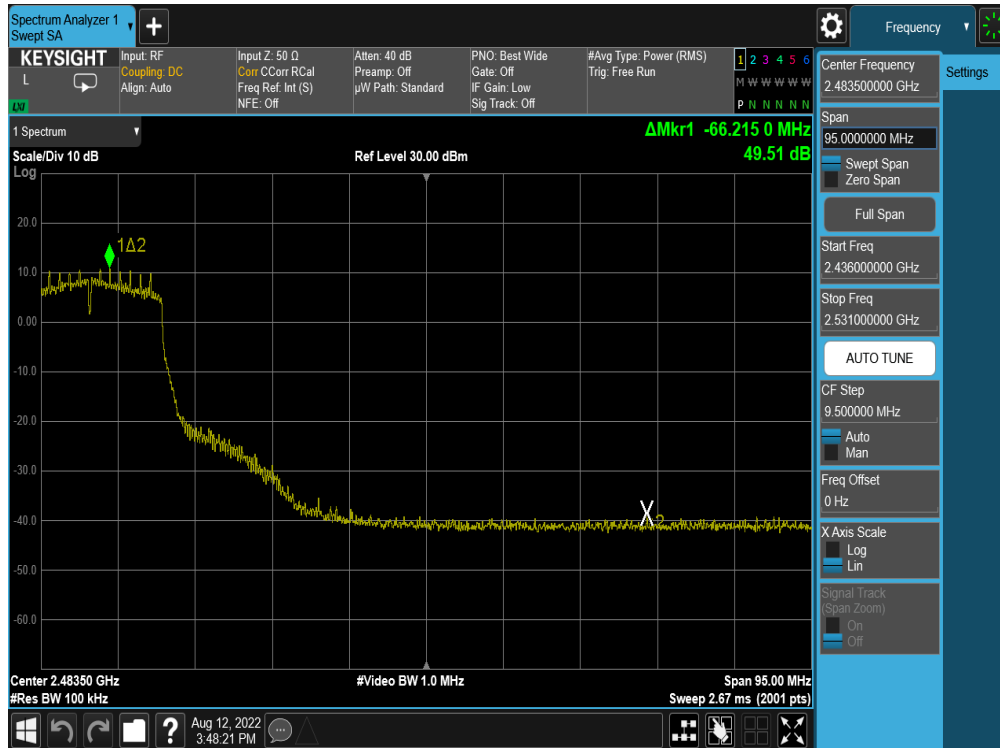 Spectrum Analyzer 1
Swept SA
Frequency
KEYSIGHT
L
LXI
Input: RF
Coupling: DC
Align: Auto
Input Z: 50 Ω
Corr CCorr RCal
Freq Ref: Int (S)
NFE: Off
Atten: 40 dB
Preamp: Off
µW Path: Standard
PNO: Best Wide
Gate: Off
IF Gain: Low
Sig Track: Off
#Avg Type: Power (RMS)
Trig: Free Run
1 2 3 4 5 6
M W W W W W
P N N N N N
1 Spectrum
Scale/Div 10 dB
Log
Ref Level 30.00 dBm
ΔMkr1 -66.215 0 MHz
49.51 dB
20.0
10.0
0.00
-10.0
-20.0
-30.0
-40.0
-50.0
-60.0
1Δ2
X2
Center 2.48350 GHz
#Res BW 100 kHz
#Video BW 1.0 MHz
Span 95.00 MHz
Sweep 2.67 ms (2001 pts)
Center Frequency
2.483500000 GHz
Settings
Span
95.0000000 MHz
Swept Span
Zero Span
Full Span
Start Freq
2.436000000 GHz
Stop Freq
2.531000000 GHz
AUTO TUNE
CF Step
9.500000 MHz
Auto
Man
Freq Offset
0 Hz
X Axis Scale
Log
Lin
Signal Track
(Span Zoom)
On
Off
?
Aug 12, 2022
3:48:21 PM